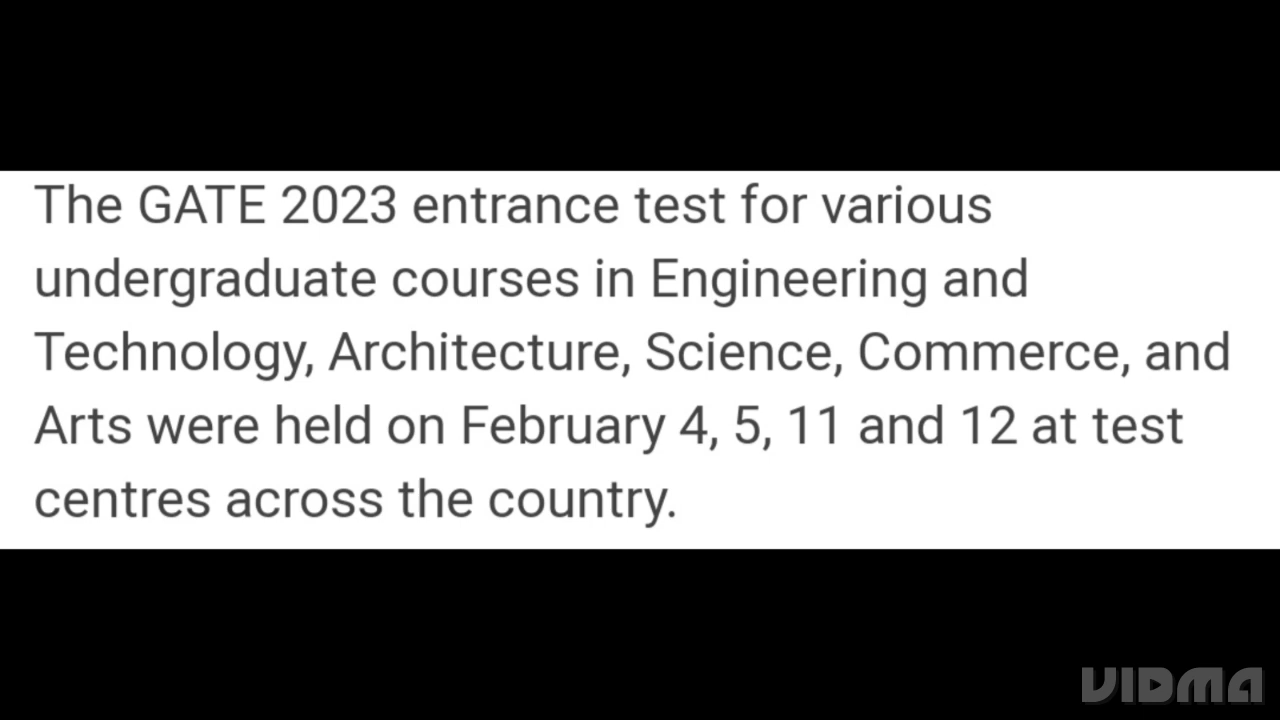 The GATE 2023 entrance test for various
undergraduate courses in Engineering and
Technology, Architecture, Science, Commerce, and
Arts were held on February 4, 5, 11 and 12 at test
centres across the country.
VIDMA